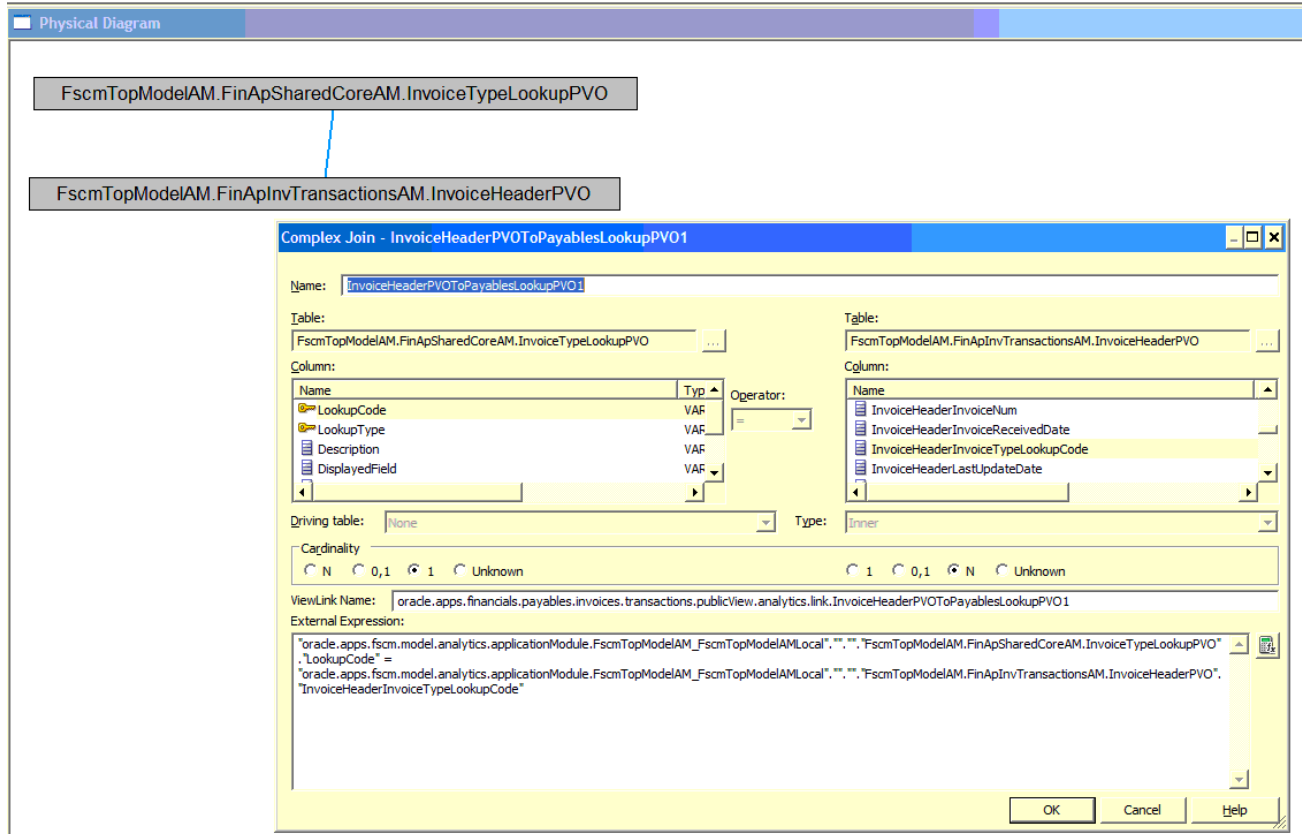 Physical Diagram
FscmTopModelAM.FinApSharedCoreAM.InvoiceTypeLookupPVO
FscmTopModelAM.FinApInvTransactionsAM.InvoiceHeaderPVO
Complex Join - InvoiceHeaderPVOToPayablesLookupPVO1
Name: InvoiceHeaderPVOToPayablesLookupPVO1
Table: Table:
FscmTopModelAM.FinApSharedCoreAM.InvoiceTypeLookupPVO ... FscmTopModelAM.FinApInvTransactionsAM.InvoiceHeaderPVO ...
Column: Column:
Name Typ Operator: Name
LookupCode VAR = InvoiceHeaderInvoiceNum
LookupType VAR InvoiceHeaderInvoiceReceivedDate
Description VAR InvoiceHeaderInvoiceTypeLookupCode
DisplayedField VAR InvoiceHeaderLastUpdateDate
Driving table: None Type: Inner
Cardinality
N 0,1 1 Unknown 1 0,1 N Unknown
ViewLink Name: oracle.apps.financials.payables.invoices.transactions.publicView.analytics.link.InvoiceHeaderPVOToPayablesLookupPVO1
External Expression:
"oracle.apps.fscm.model.analytics.applicationModule.FscmTopModelAM_FscmTopModelAMLocal"."".""."FscmTopModelAM.FinApSharedCoreAM.InvoiceTypeLookupPVO"
."LookupCode" =
"oracle.apps.fscm.model.analytics.applicationModule.FscmTopModelAM_FscmTopModelAMLocal"."".""."FscmTopModelAM.FinApInvTransactionsAM.InvoiceHeaderPVO".
"InvoiceHeaderInvoiceTypeLookupCode"
OK Cancel Help